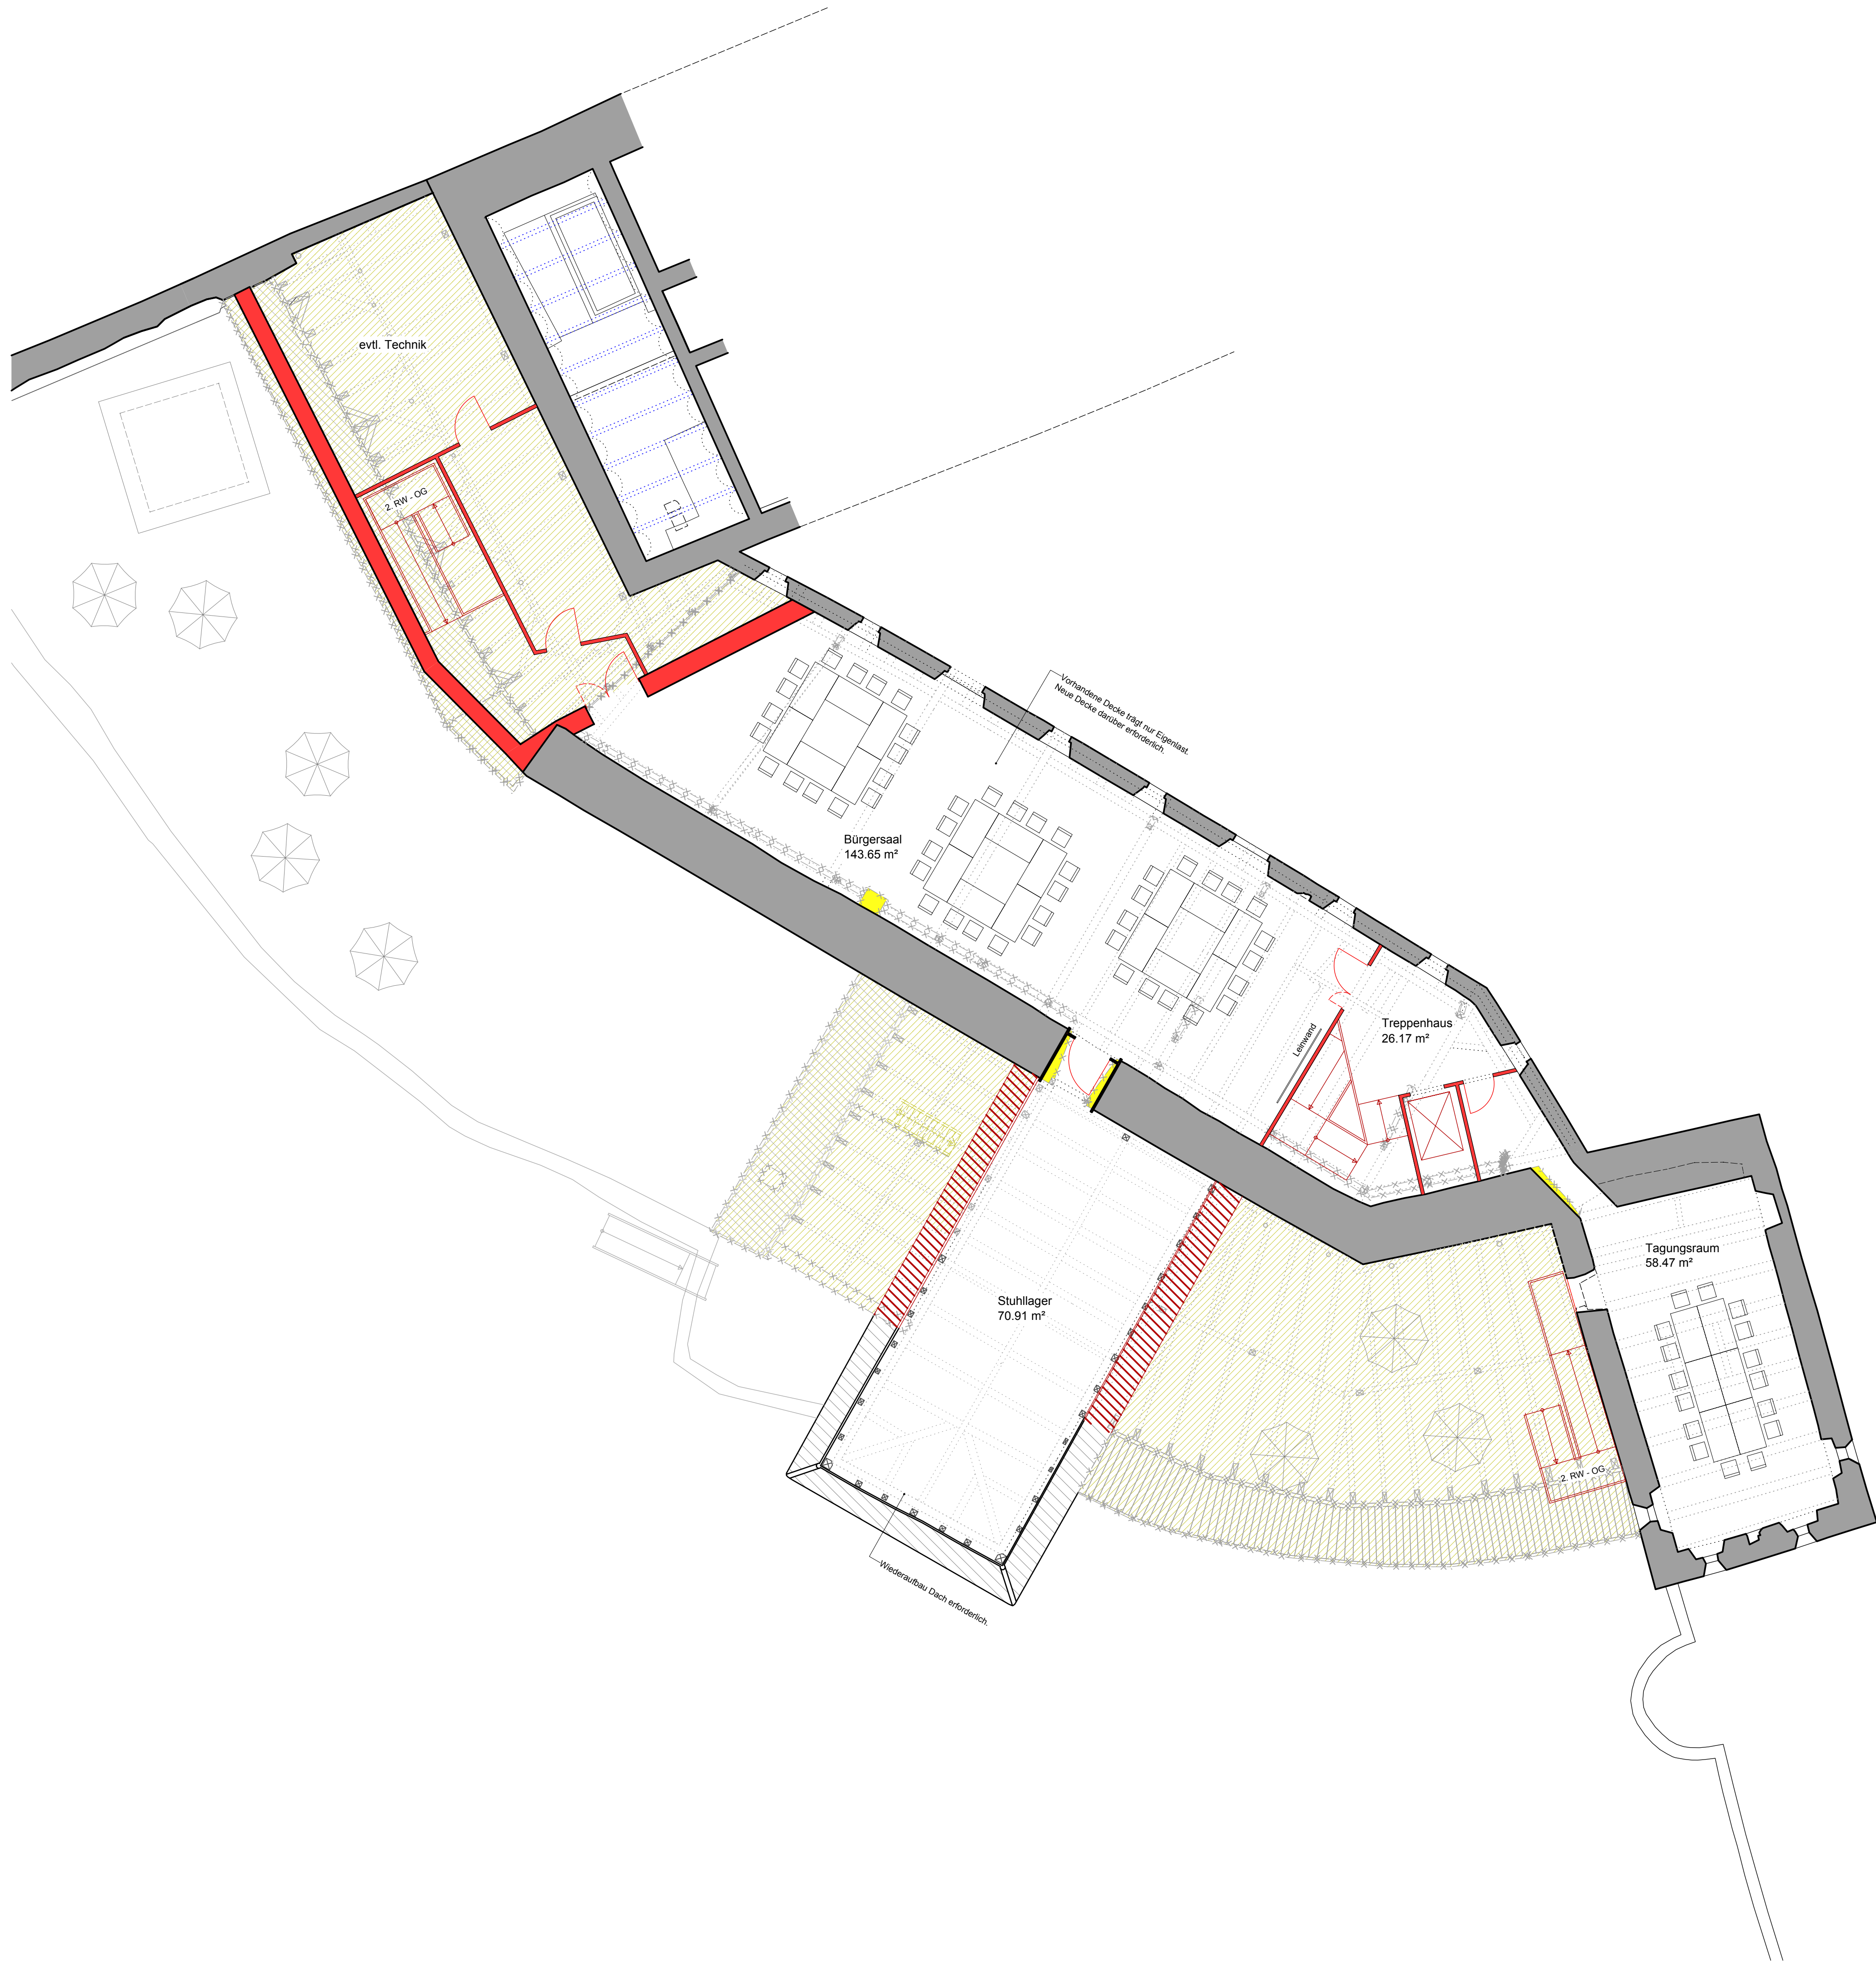 evtl. Technik
2. RW - OG
Vorhandene Decke trägt nur Eigenlast.
Neue Decke darüber erforderlich.
Bürgersaal
143.65 m²
Leinwand
Treppenhaus
26.17 m²
Tagungsraum
58.47 m²
Stuhllager
70.91 m²
2. RW - OG
Wiederaufbau Dach erforderlich.